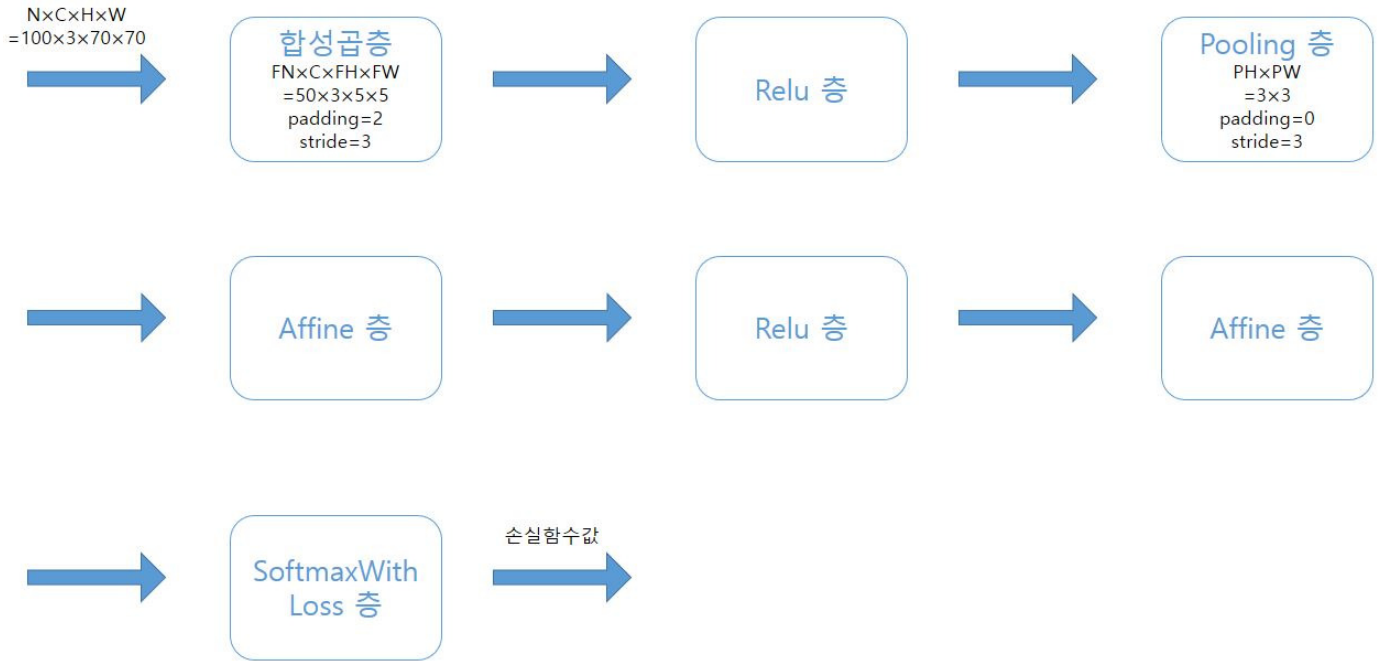 N×C×H×W
=100×3×70×70
합성곱층
FN×C×FH×FW
=50×3×5×5
padding=2
stride=3
Relu 층
Pooling 층
PH×PW
=3×3
padding=0
stride=3
Affine 층
Relu 층
Affine 층
SoftmaxWith
Loss 층
손실함수값